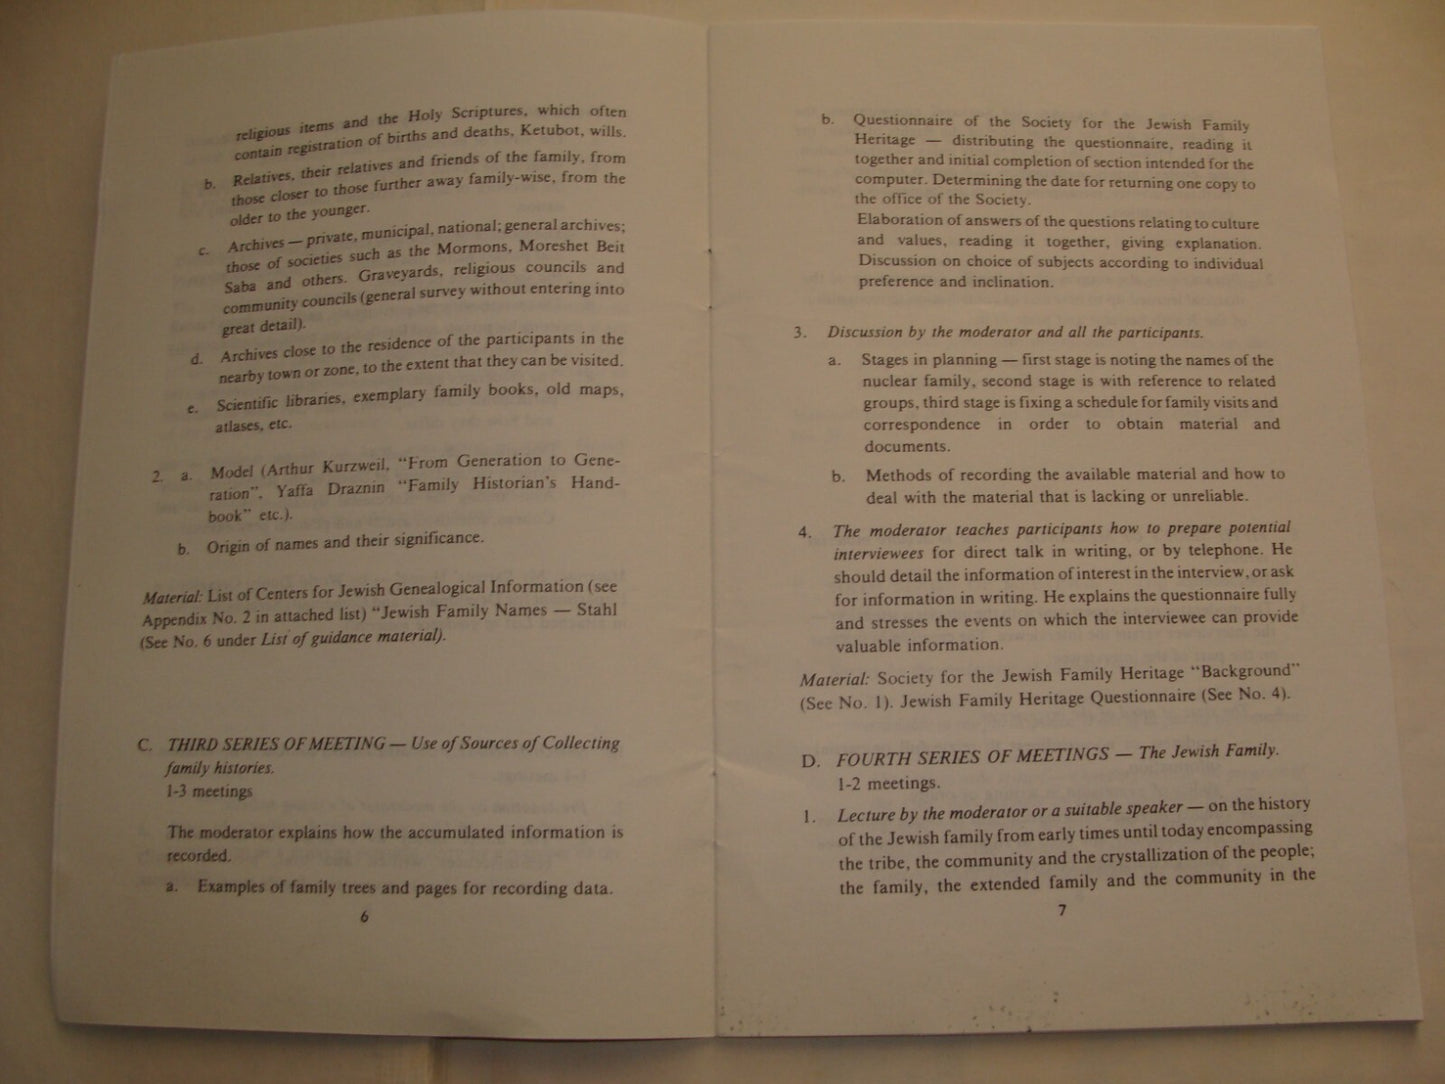 religious items and the Holy Scriptures, which often
contain registration of births and deaths, Ketubot, wills.
b. Relatives, their relatives and friends of the family, from
those closer to those further away family-wise, from the
older to the younger.
c. Archives — private, municipal, national; general archives;
those of societies such as the Mormons, Moreshet Beit
Saba and others. Graveyards, religious councils and
community councils (general survey without entering into
great detail).
d. Archives close to the residence of the participants in the
nearby town or zone, to the extent that they can be visited.
e. Scientific libraries, exemplary family books, old maps,
atlases, etc.
2. a. Model (Arthur Kurzweil, “From Generation to Gene-
ration”, Yaffa Draznin “Family Historian's Hand-
book” etc.).
b. Origin of names and their significance.
Material: List of Centers for Jewish Genealogical Information (see
Appendix No. 2 in attached list) “Jewish Family Names — Stahl
(See No. 6 under List of guidance material).
C. THIRD SERIES OF MEETING — Use of Sources of Collecting
family histories.
1-3 meetings
The moderator explains how the accumulated information is
recorded.
a. Examples of family trees and pages for recording data.
6
b. Questionnaire of the Society for the Jewish Family
Heritage — distributing the questionnaire, reading it
together and initial completion of section intended for the
computer. Determining the date for returning one copy to
the office of the Society.
Elaboration of answers of the questions relating to culture
and values, reading it together, giving explanation.
Discussion on choice of subjects according to individual
preference and inclination.
3. Discussion by the moderator and all the participants.
a. Stages in planning — first stage is noting the names of the
nuclear family, second stage is with reference to related
groups, third stage is fixing a schedule for family visits and
correspondence in order to obtain material and
documents.
b. Methods of recording the available material and how to
deal with the material that is lacking or unreliable.
4. The moderator teaches participants how to prepare potential
interviewees for direct talk in writing, or by telephone. He
should detail the information of interest in the interview, or ask
for information in writing. He explains the questionnaire fully
and stresses the events on which the interviewee can provide
valuable information.
Material: Society for the Jewish Family Heritage “Background”
(See No. 1). Jewish Family Heritage Questionnaire (See No. 4).
D. FOURTH SERIES OF MEETINGS — The Jewish Family.
1-2 meetings.
1. Lecture by the moderator or a suitable speaker — on the history
of the Jewish family from early times until today encompassing
the tribe, the community and the crystallization of the people;
the family, the extended family and the community in the
7